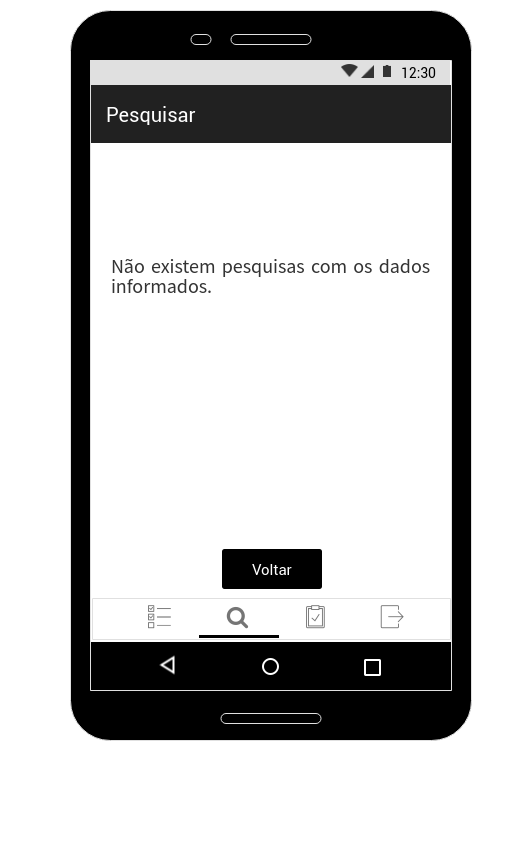 12:30
Pesquisar
Não existem pesquisas com os dados
informados.
Voltar